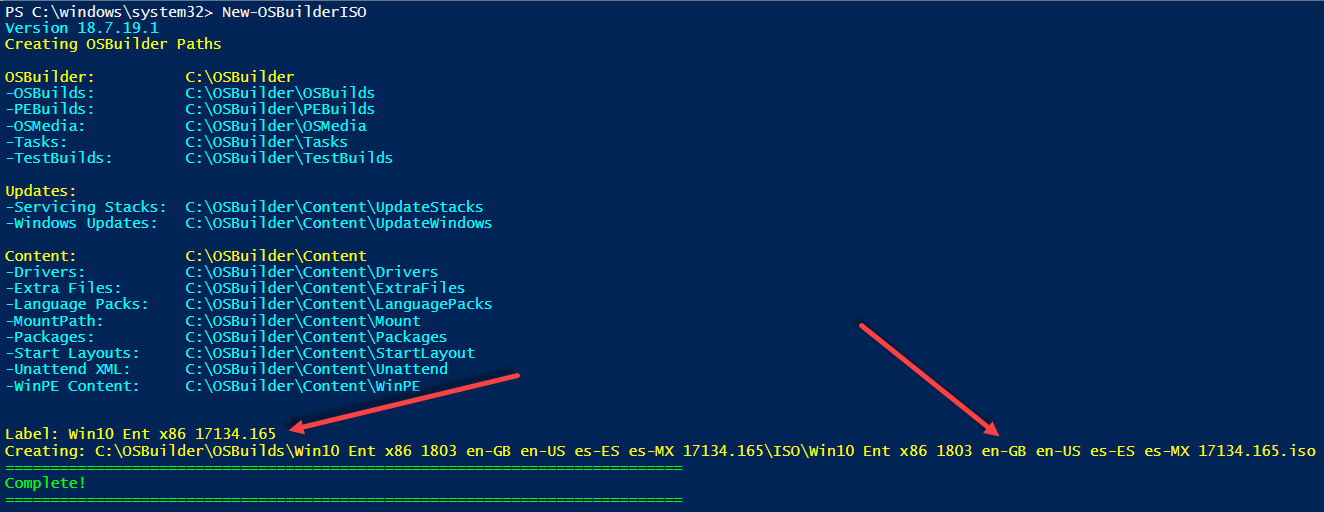 PS C:\windows\system32> New-OSBuilderISO
Version 18.7.19.1
Creating OSBuilder Paths
OSBuilder: C:\OSBuilder
-OSBuilds: C:\OSBuilder\OSBuilds
-PEBuilds: C:\OSBuilder\PEBuilds
-OSMedia: C:\OSBuilder\OSMedia
-Tasks: C:\OSBuilder\Tasks
-TestBuilds: C:\OSBuilder\TestBuilds
Updates:
-Servicing Stacks: C:\OSBuilder\Content\UpdateStacks
-Windows Updates: C:\OSBuilder\Content\UpdateWindows
Content: C:\OSBuilder\Content
-Drivers: C:\OSBuilder\Content\Drivers
-Extra Files: C:\OSBuilder\Content\ExtraFiles
-Language Packs: C:\OSBuilder\Content\LanguagePacks
-MountPath: C:\OSBuilder\Content\Mount
-Packages: C:\OSBuilder\Content\Packages
-Start Layouts: C:\OSBuilder\Content\StartLayout
-Unattend XML: C:\OSBuilder\Content\Unattend
-WinPE Content: C:\OSBuilder\Content\WinPE
Label: Win10 Ent x86 17134.165
Creating: C:\OSBuilder\OSBuilds\Win10 Ent x86 1803 en-GB en-US es-ES es-MX 17134.165\ISO\Win10 Ent x86 1803 en-GB en-US es-ES es-MX 17134.165.iso
===========================================================================
Complete!
===========================================================================